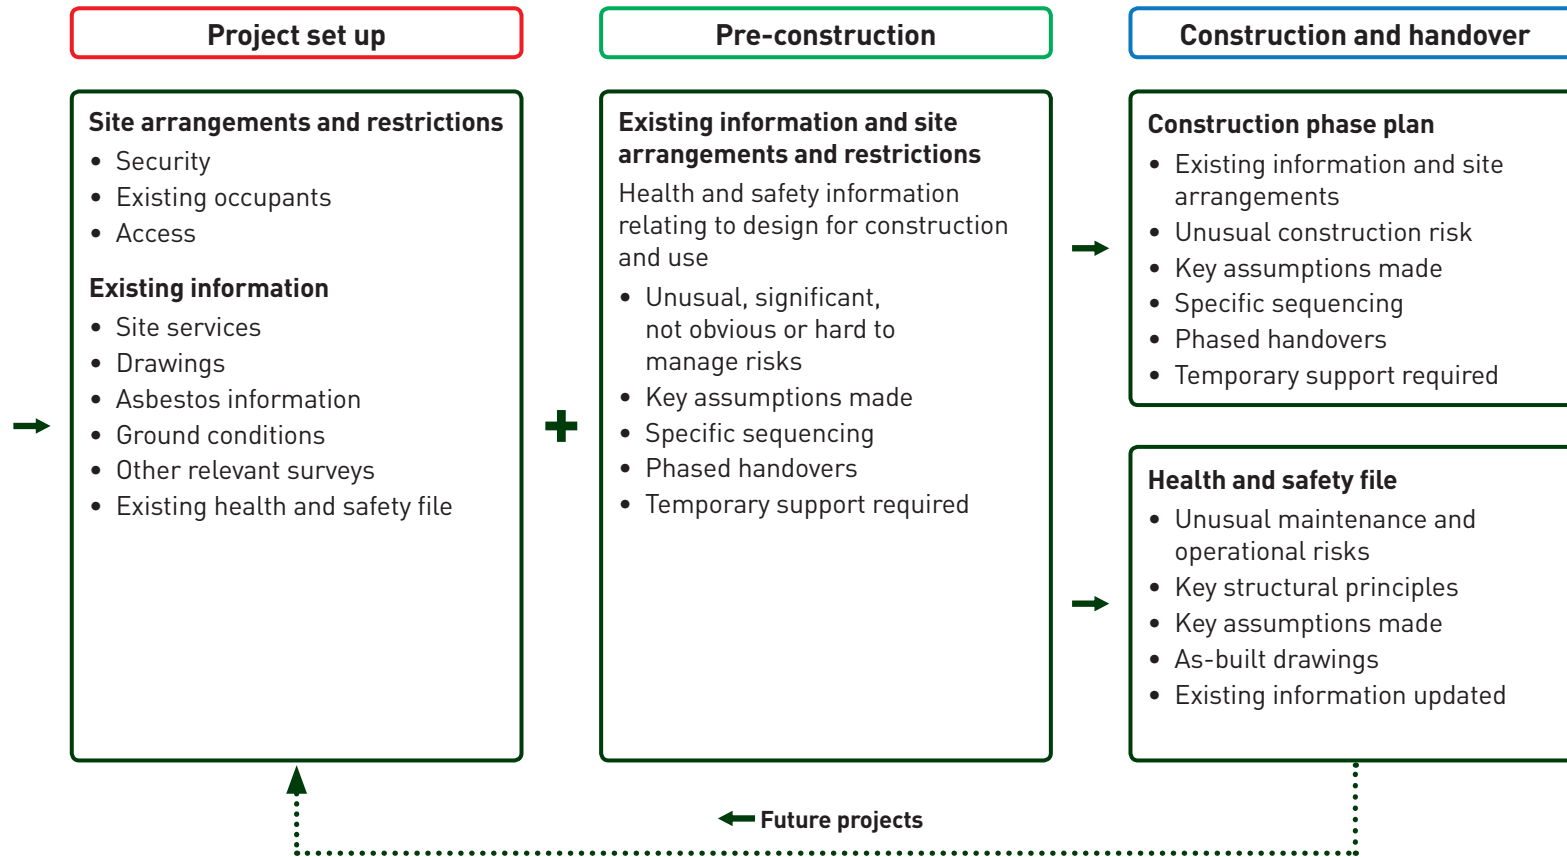 Project set up
Pre-construction
Construction and handover
Site arrangements and restrictions
• Security
• Existing occupants
• Access
Existing information
• Site services
• Drawings
• Asbestos information
• Ground conditions
• Other relevant surveys
• Existing health and safety file
+
Existing information and site
arrangements and restrictions
Health and safety information
relating to design for construction
and use
• Unusual, significant,
not obvious or hard to
manage risks
• Key assumptions made
• Specific sequencing
• Phased handovers
• Temporary support required
Construction phase plan
• Existing information and site
arrangements
• Unusual construction risk
• Key assumptions made
• Specific sequencing
• Phased handovers
• Temporary support required
Health and safety file
• Unusual maintenance and
operational risks
• Key structural principles
• Key assumptions made
• As-built drawings
• Existing information updated
Future projects